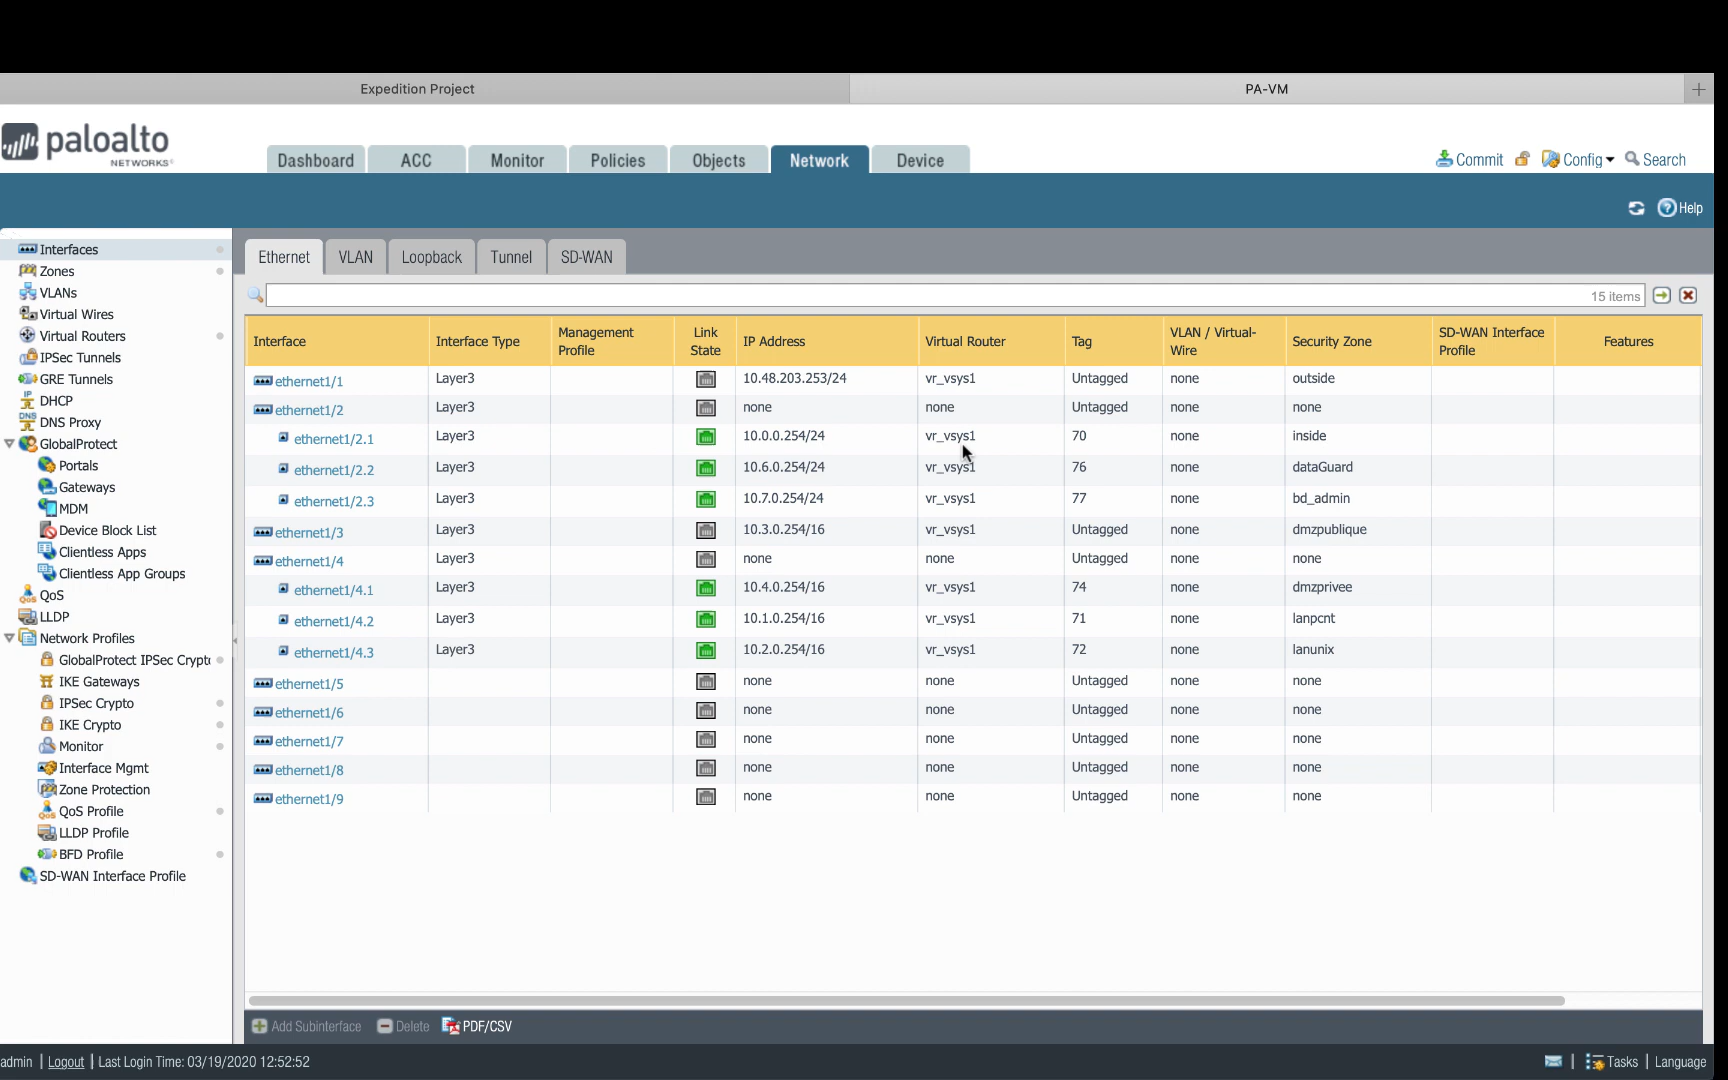 Expedition Project
PA-VM
paloalto
NETWORKS
Dashboard
ACC
Monitor
Policies
Objects
Network
Device
Commit
Config
Search
Help
Interfaces
Zones
VLANs
Virtual Wires
Virtual Routers
IPSec Tunnels
GRE Tunnels
DHCP
DNS Proxy
GlobalProtect
Portals
Gateways
MDM
Device Block List
Clientless Apps
Clientless App Groups
QoS
LLDP
Network Profiles
GlobalProtect IPSec Crypt
IKE Gateways
IPSec Crypto
IKE Crypto
Monitor
Interface Mgmt
Zone Protection
QoS Profile
LLDP Profile
BFD Profile
SD-WAN Interface Profile
Ethernet
VLAN
Loopback
Tunnel
SD-WAN
15 items
Interface Interface Type Management Profile Link State IP Address Virtual Router Tag VLAN / Virtual-Wire Security Zone SD-WAN Interface Profile Features
ethernet1/1 Layer3 10.48.203.253/24 vr_vsys1 Untagged none outside
ethernet1/2 Layer3 none none Untagged none none
ethernet1/2.1 Layer3 10.0.0.254/24 vr_vsys1 70 none inside
ethernet1/2.2 Layer3 10.6.0.254/24 vr_vsys1 76 none dataGuard
ethernet1/2.3 Layer3 10.7.0.254/24 vr_vsys1 77 none bd_admin
ethernet1/3 Layer3 10.3.0.254/16 vr_vsys1 Untagged none dmzpublique
ethernet1/4 Layer3 none none Untagged none none
ethernet1/4.1 Layer3 10.4.0.254/16 vr_vsys1 74 none dmzprivee
ethernet1/4.2 Layer3 10.1.0.254/16 vr_vsys1 71 none lanpcnt
ethernet1/4.3 Layer3 10.2.0.254/16 vr_vsys1 72 none lanunix
ethernet1/5 none none Untagged none none
ethernet1/6 none none Untagged none none
ethernet1/7 none none Untagged none none
ethernet1/8 none none Untagged none none
ethernet1/9 none none Untagged none none
Add Subinterface
Delete
PDF/CSV
admin | Logout | Last Login Time: 03/19/2020 12:52:52
Tasks | Language